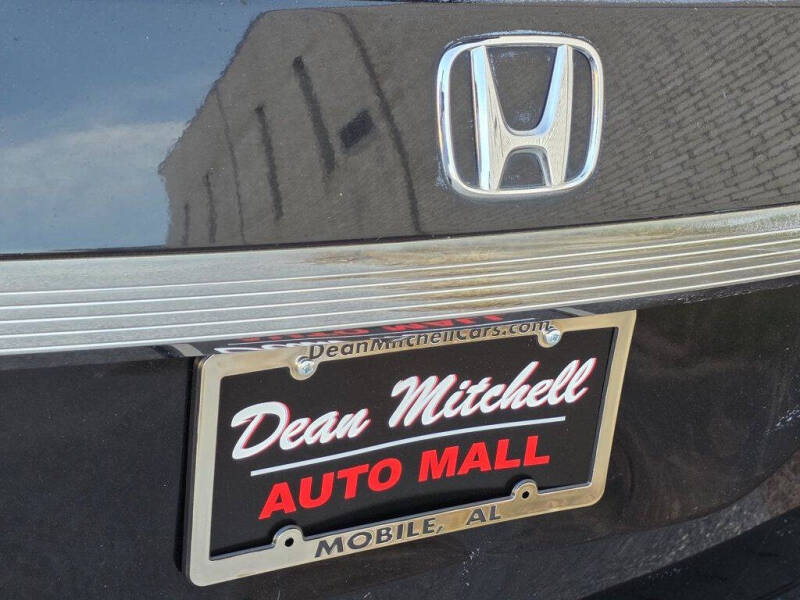 DeanMitchellCars.com
Dean Mitchell
AUTO MALL
MOBILE, AL